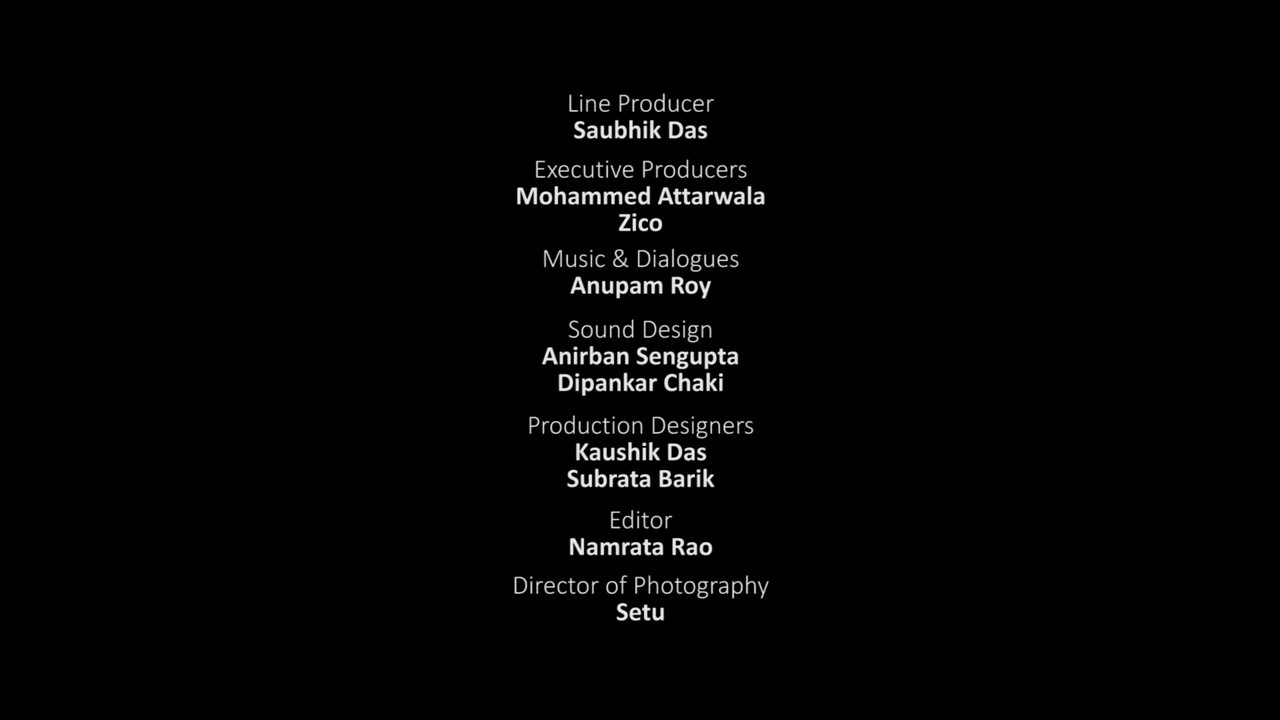 Line Producer
Saubhik Das
Executive Producers
Mohammed Attarwala
Zico
Music & Dialogues
Anupam Roy
Sound Design
Anirban Sengupta
Dipankar Chaki
Production Designers
Kaushik Das
Subrata Barik
Editor
Namrata Rao
Director of Photography
Setu